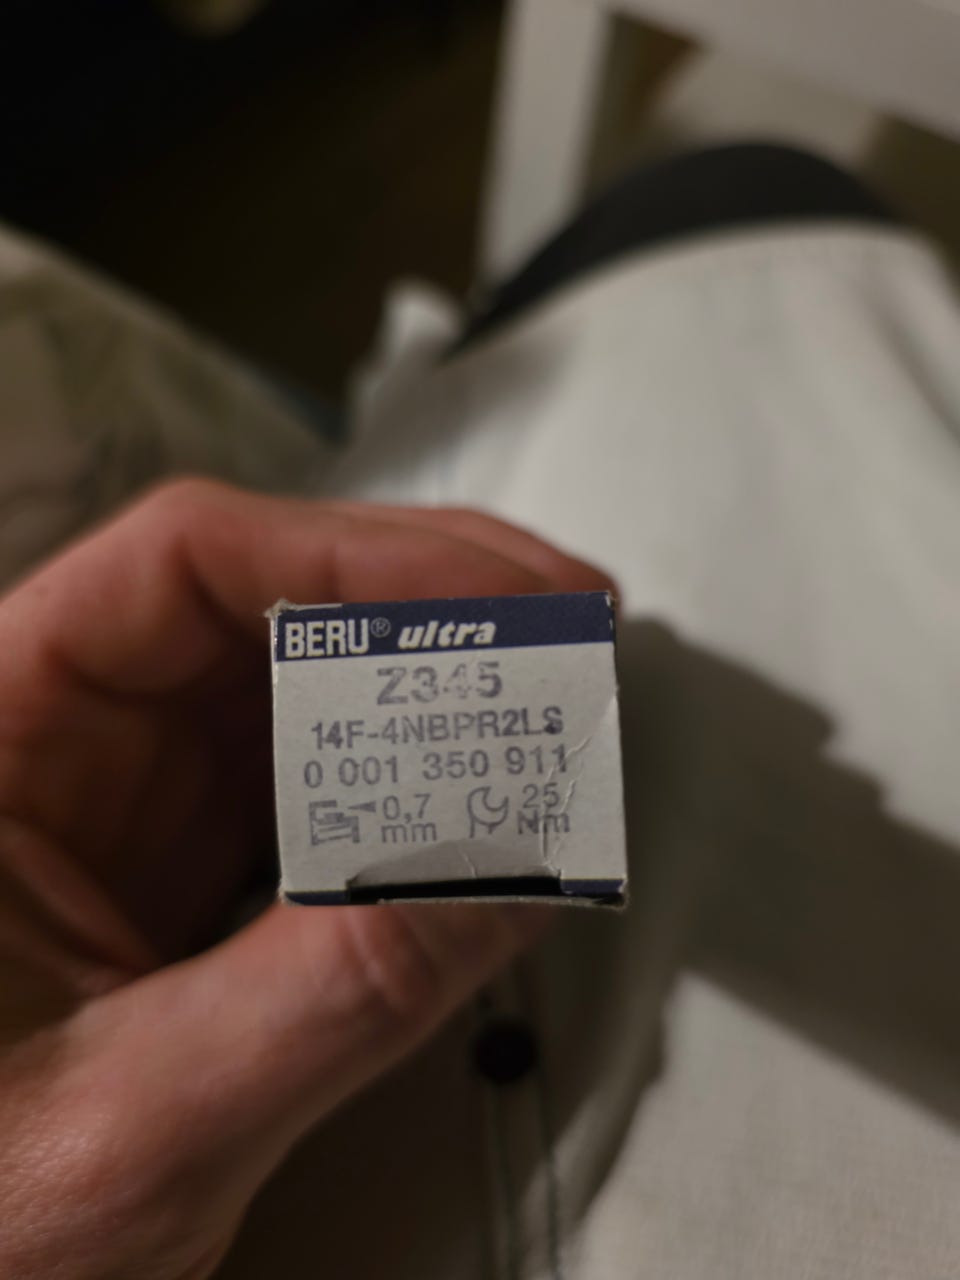 BERU® ultra
Z345
14F-4NBPR2LS
0 001 350 911
0,7 mm 25 Nm